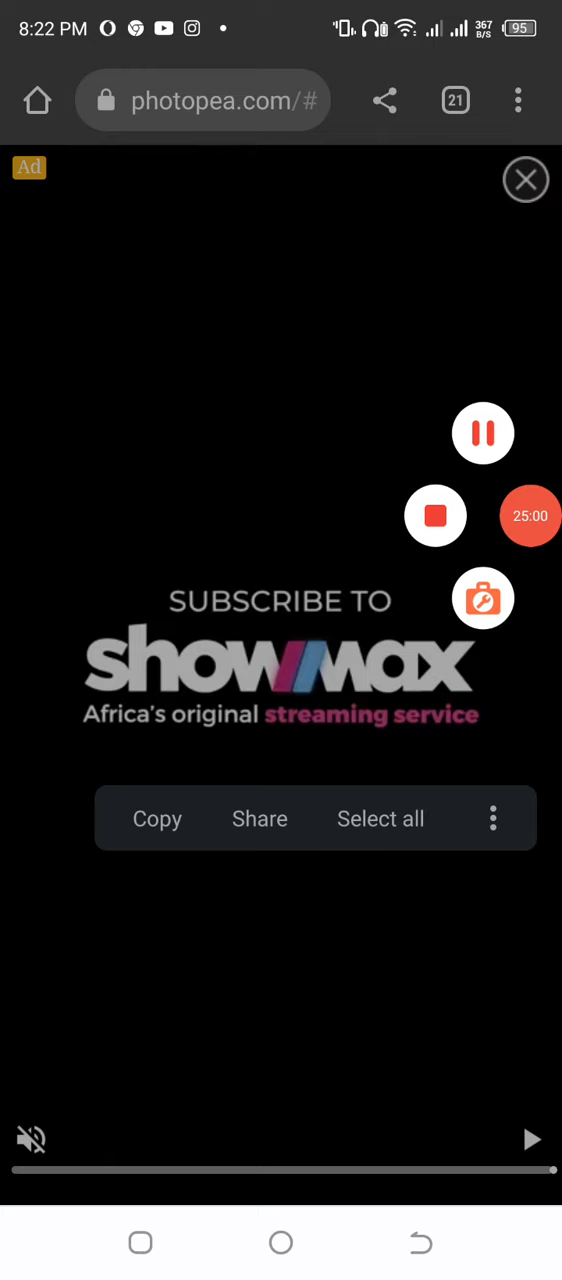 8:22 PM
367
B/S
95
photopea.com/#
21
Ad
25:00
SUBSCRIBE TO
showmax
Africa's original streaming service
Copy Share Select all